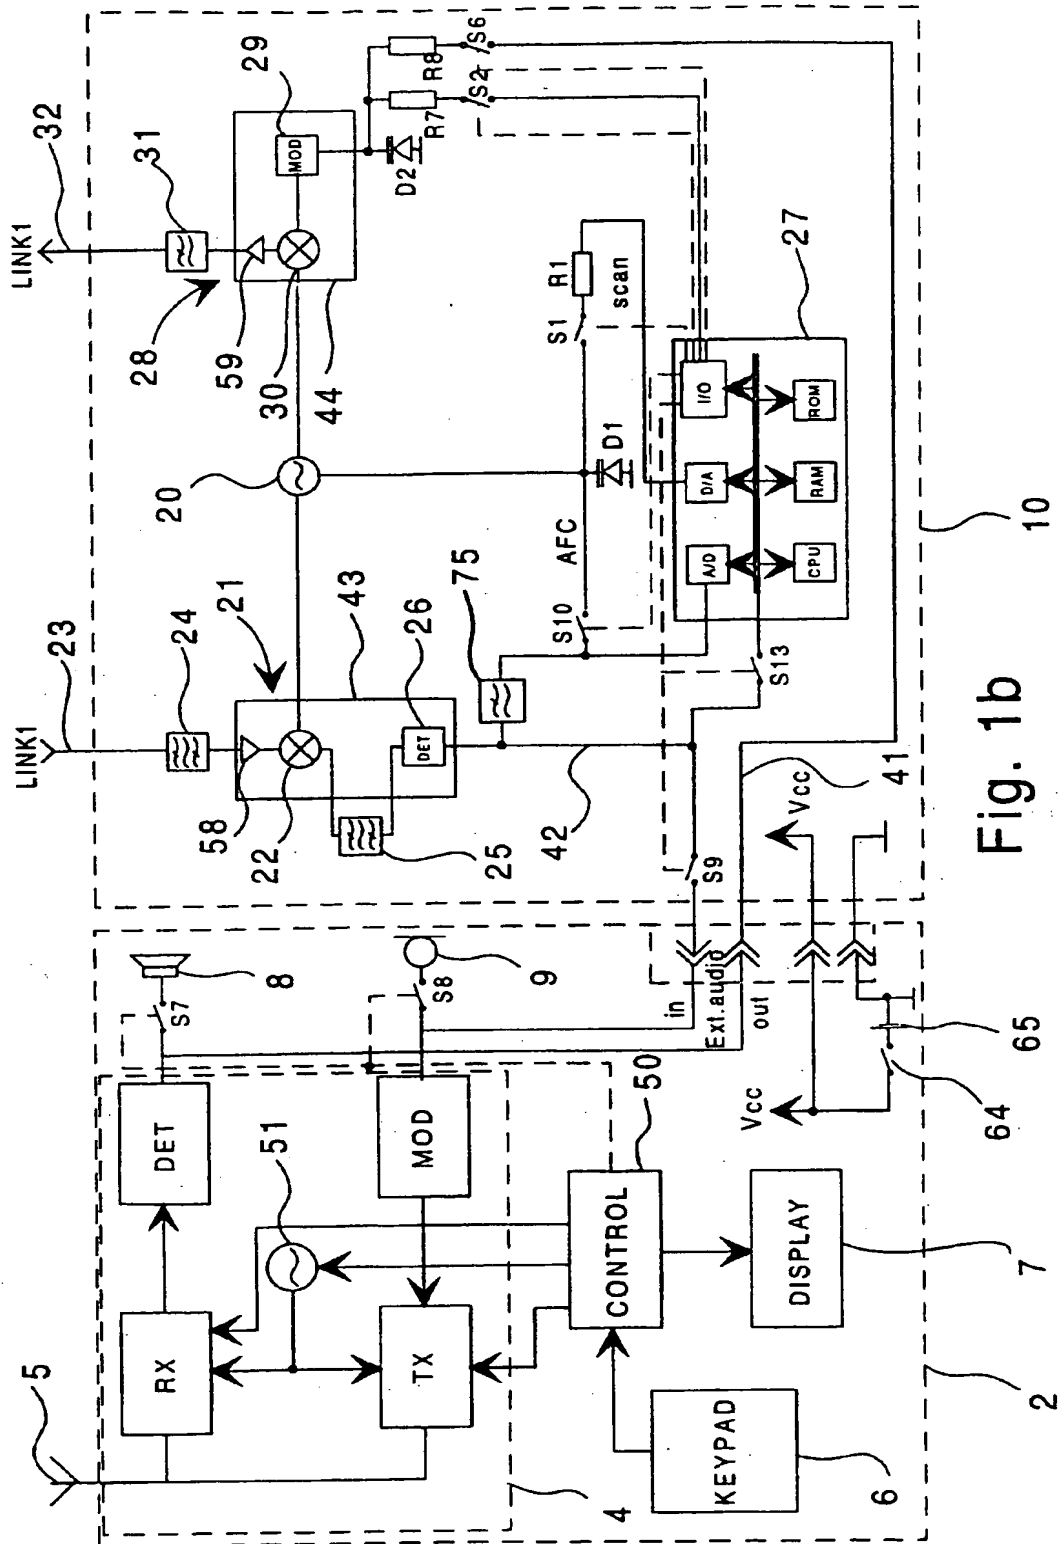 LINK1
32
31
28
59
30
44
29
D2
R7
R8
S2
S6
MOD
20
LINK1
23
24
21
43
26
75
58
22
25
42
DET
S10
AFC
D1
S1
R1
scan
27
I/O
D/A
A/D
ROM
RAM
CPU
S13
S9
41
Vcc
10
Fig. 1b
8
S7
9
S8
in
Ext.audio
out
65
64
Vcc
5
RX
DET
51
TX
MOD
50
CONTROL
KEYPAD
DISPLAY
4
6
7
2